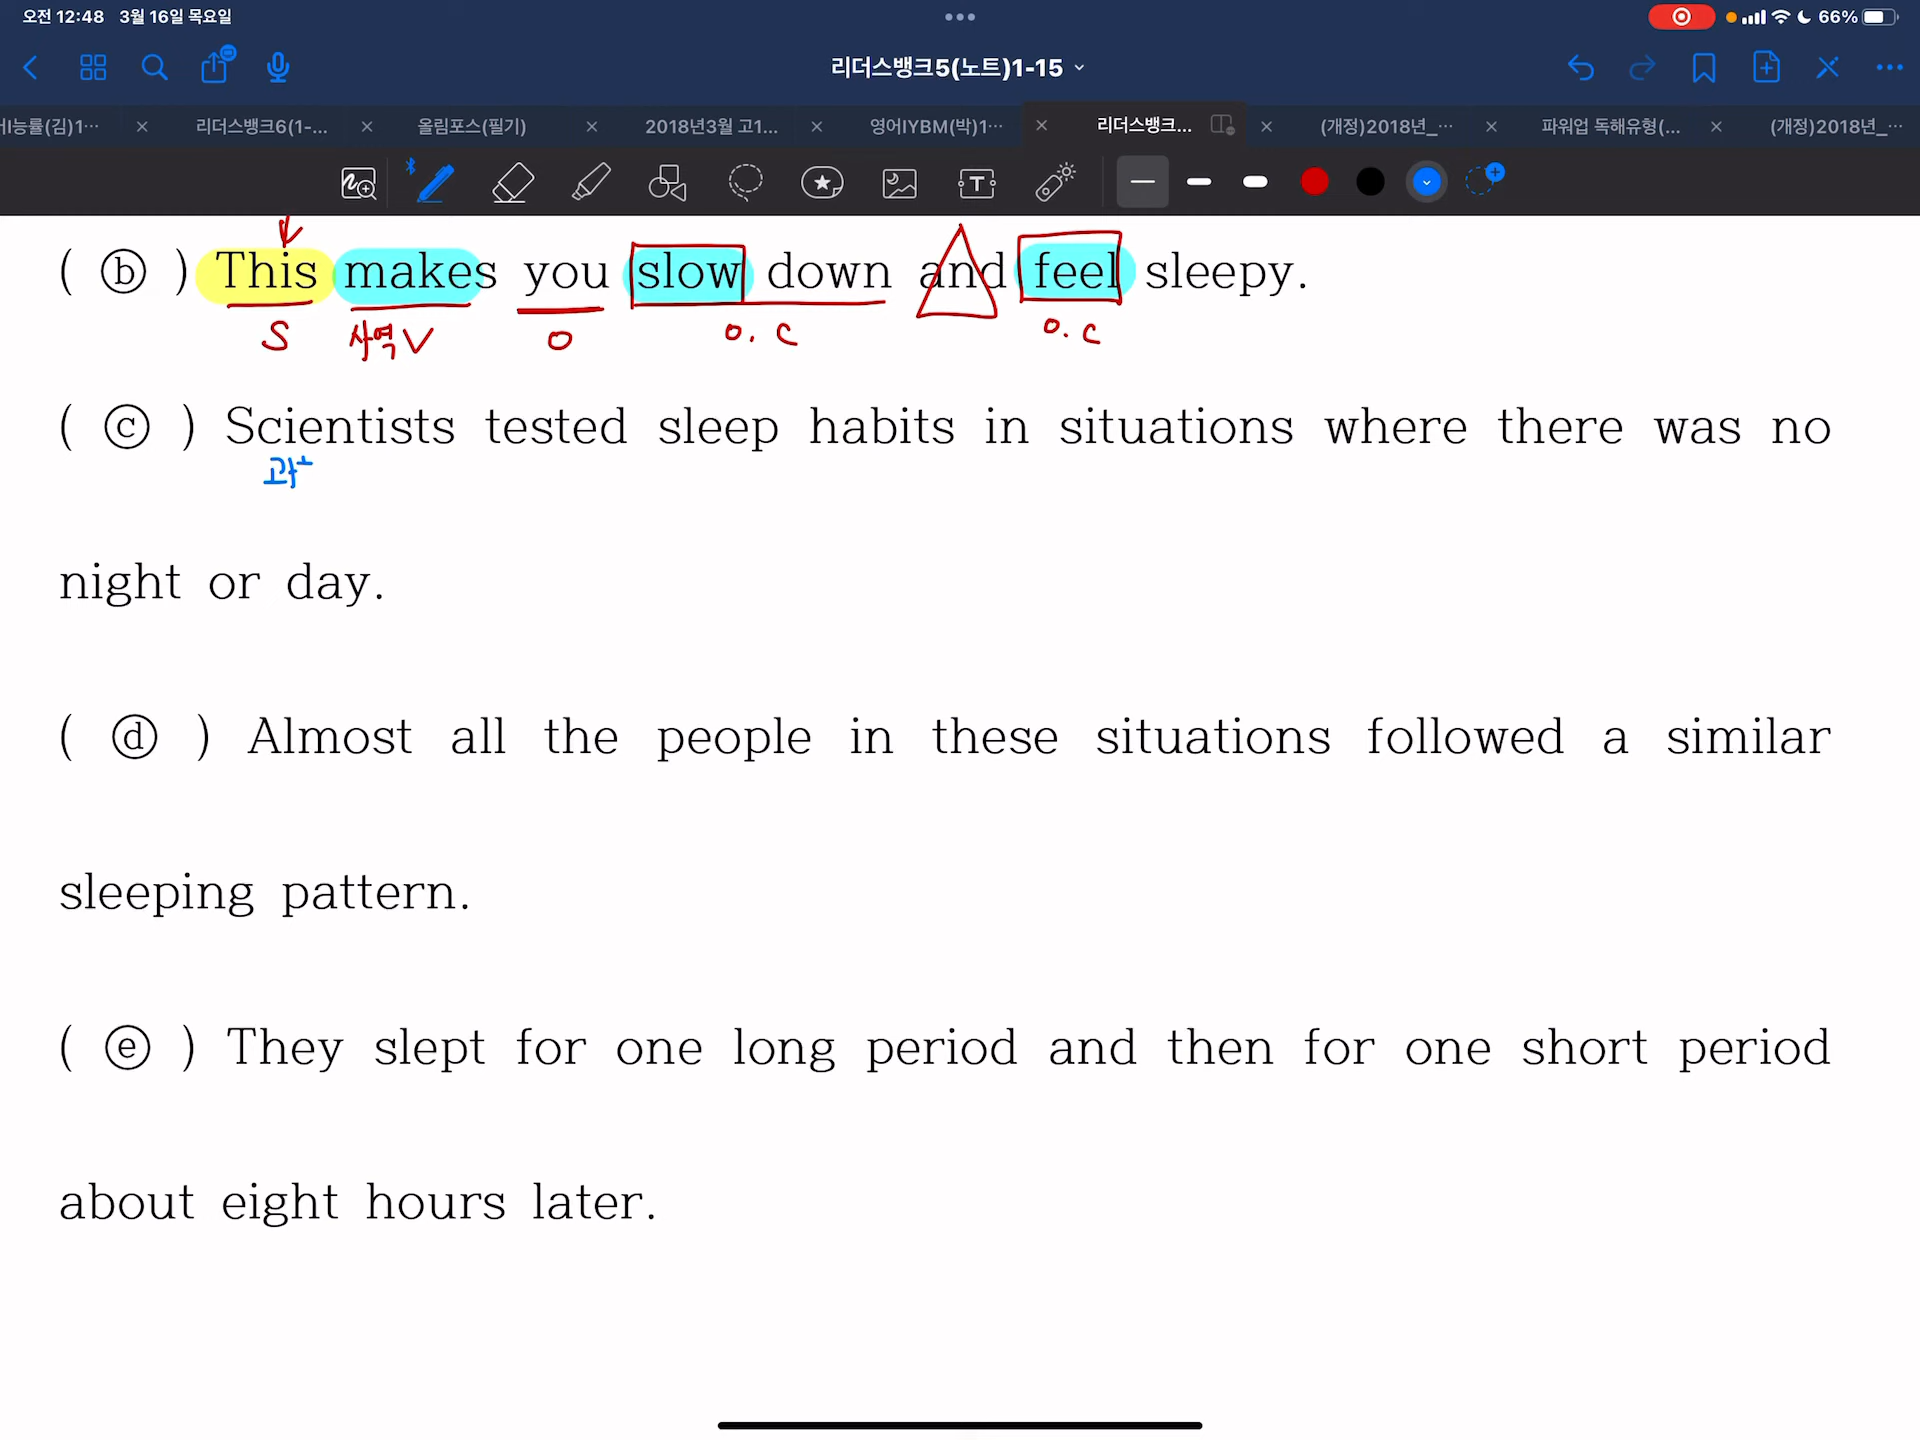 오전 12:48 3월 16일 목요일
66%
리더스뱅크5(노트)1-15
리더스뱅크6(1-...
올림포스(필기)
2018년3월 고1...
영어IYBM(박)1...
리더스뱅크...
(개정)2018년_...
파워업 독해유형(...
(개정)2018년_...
( ⓑ ) This makes you slow down and feel sleepy.
S 사역V O O.C O.C
( ⓒ ) Scientists tested sleep habits in situations where there was no
night or day.
( ⓓ ) Almost all the people in these situations followed a similar
sleeping pattern.
( ⓔ ) They slept for one long period and then for one short period
about eight hours later.